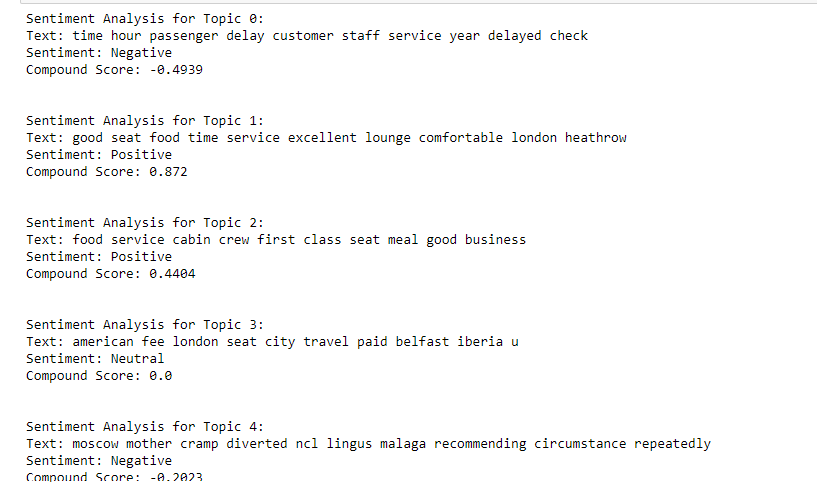 Sentiment Analysis for Topic 0:
Text: time hour passenger delay customer staff service year delayed check
Sentiment: Negative
Compound Score: -0.4939
Sentiment Analysis for Topic 1:
Text: good seat food time service excellent lounge comfortable london heathrow
Sentiment: Positive
Compound Score: 0.872
Sentiment Analysis for Topic 2:
Text: food service cabin crew first class seat meal good business
Sentiment: Positive
Compound Score: 0.4404
Sentiment Analysis for Topic 3:
Text: american fee london seat city travel paid belfast iberia u
Sentiment: Neutral
Compound Score: 0.0
Sentiment Analysis for Topic 4:
Text: moscow mother cramp diverted ncl lingus malaga recommending circumstance repeatedly
Sentiment: Negative
Compound Score: -0.2023